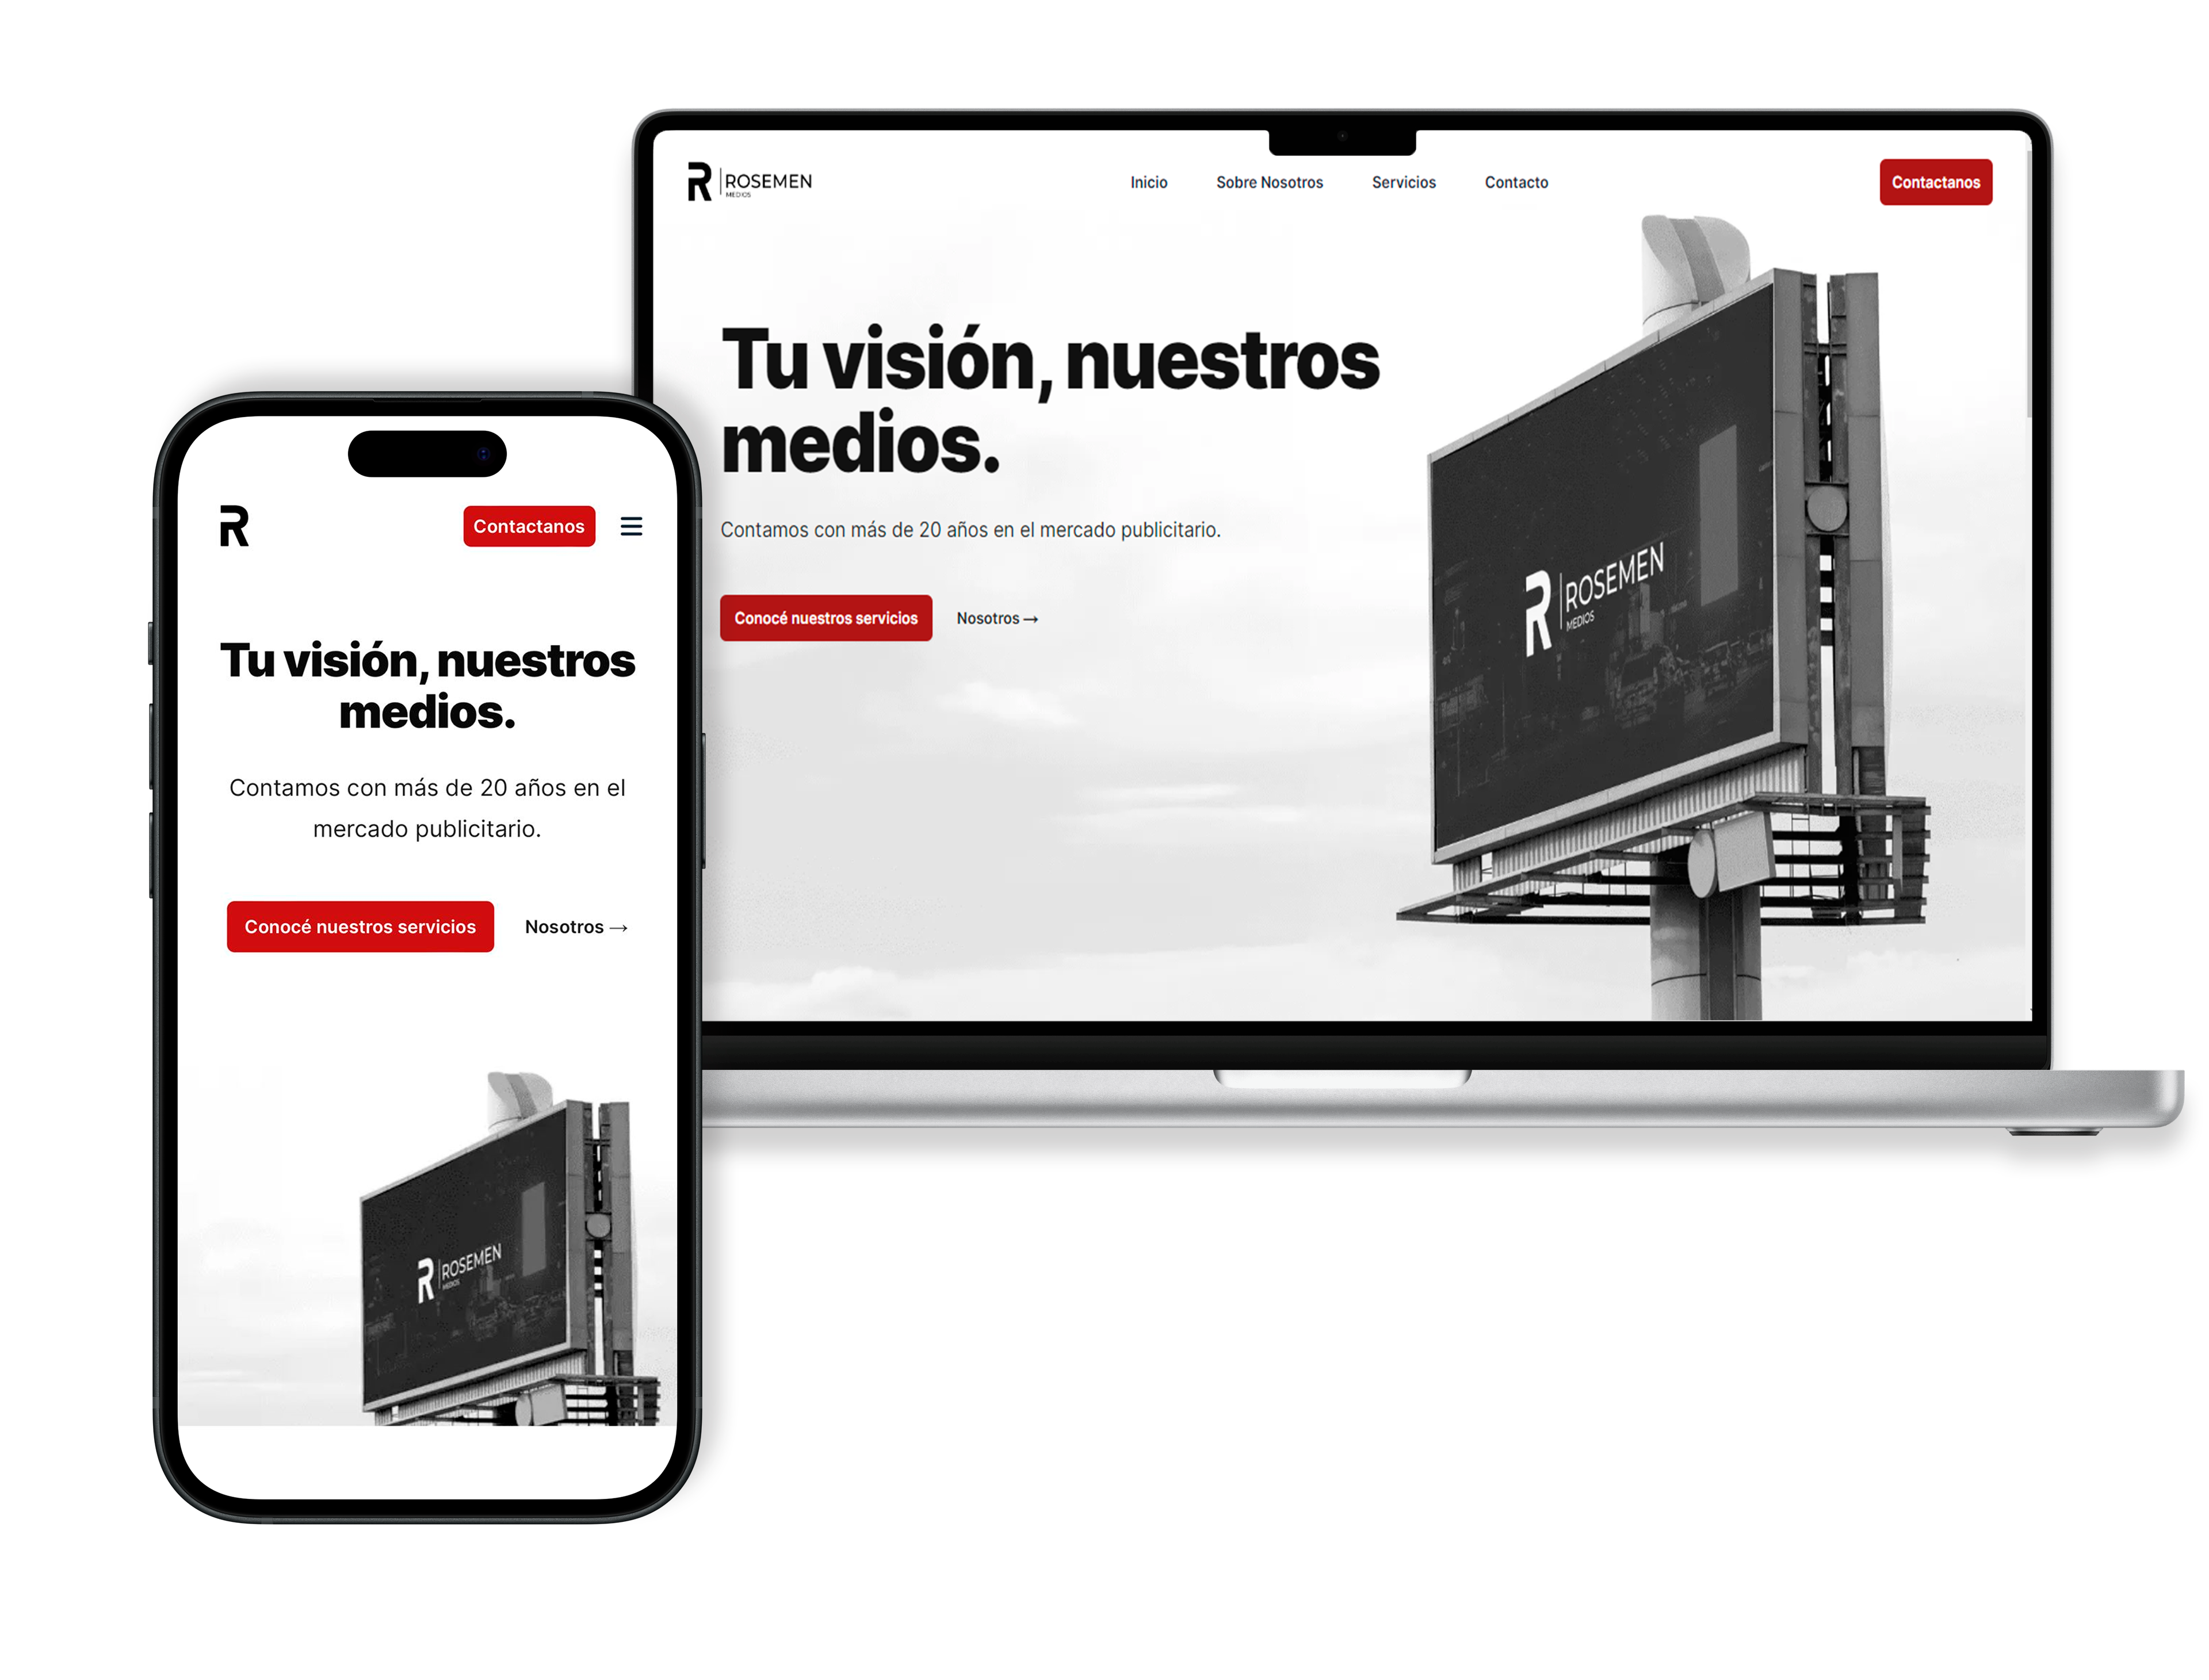 R ROSEMEN
MEDIOS
Inicio Sobre Nosotros Servicios Contacto
Contactanos
Tu visión, nuestros
medios.
Contamos con más de 20 años en el mercado publicitario.
Conocé nuestros servicios Nosotros →
R ROSEMEN
MEDIOS
R
Contactanos
Tu visión, nuestros
medios.
Contamos con más de 20 años en el
mercado publicitario.
Conocé nuestros servicios Nosotros →
R ROSEMEN
MEDIOS